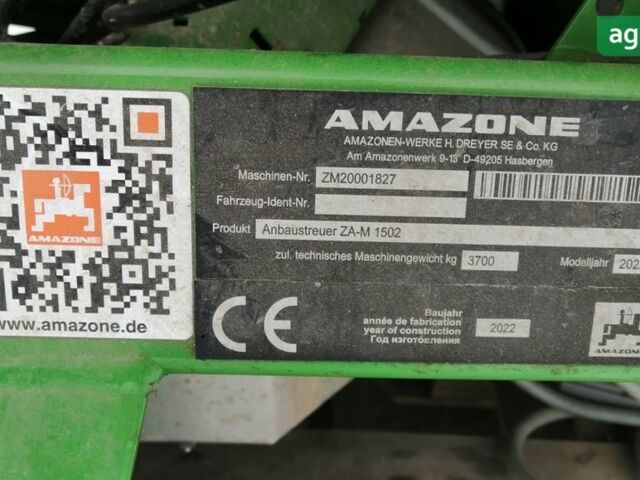 ag
AMAZONE
AMAZONEN-WERKE H. DREYER SE & Co. KG
Am Amazonenwerk 9-13 D-49205 Hasbergen
Maschinen-Nr. ZM20001827
Fahrzeug-Ident-Nr.
Produkt Anbaustreuer ZA-M 1502
zul. technisches Maschinengewicht kg 3700 Modelljahr 202
Baujahr
année de fabrication
year of construction
Год изготовления
2022
CE
AMAZONE
AMAZONE
www.amazone.de